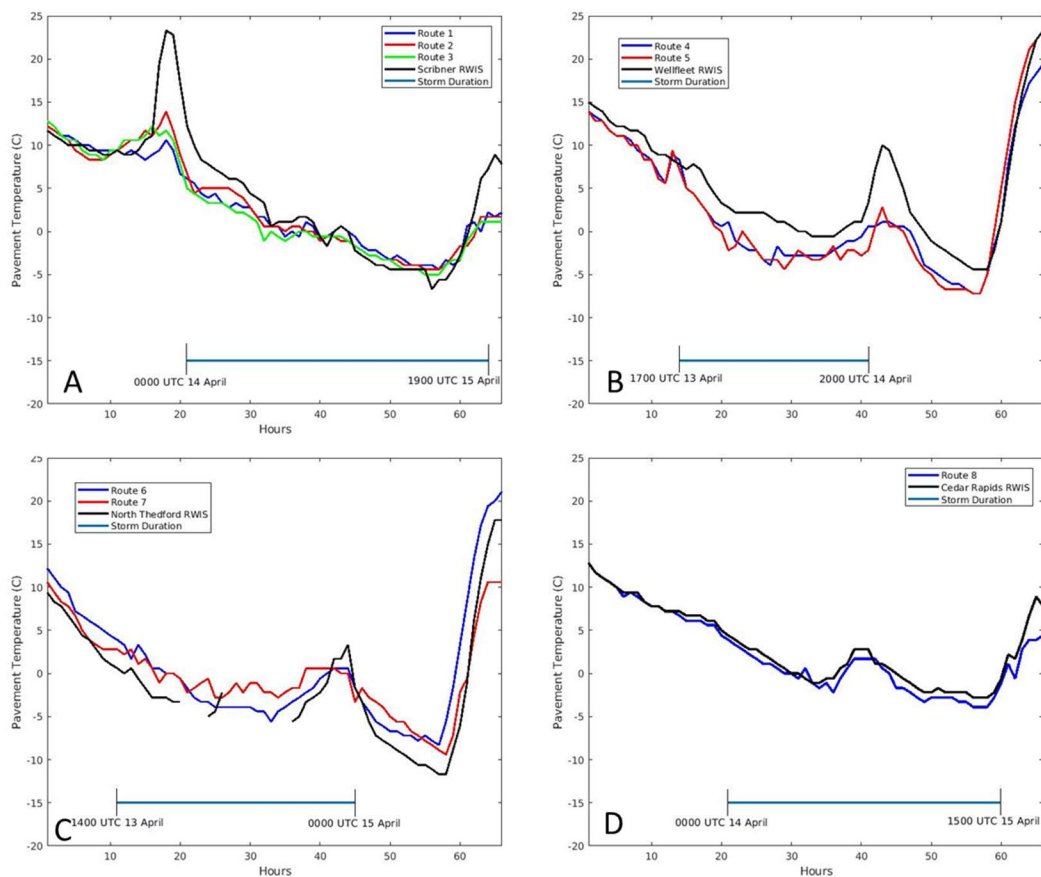 25
20
15
10
5
0
-5
-10
-15
-20
Pavement Temperature (C)
Route 1
Route 2
Route 3
Scribner RWIS
Storm Duration
A
0000 UTC 14 April
1900 UTC 15 April
10 20 30 40 50 60
Hours
25
20
15
10
5
0
-5
-10
-15
-20
Pavement Temperature (C)
Route 4
Route 5
Wellfleet RWIS
Storm Duration
B
1700 UTC 13 April
2000 UTC 14 April
10 20 30 40 50 60
25
20
15
10
5
0
-5
-10
-15
-20
Pavement Temperature (C)
Route 6
Route 7
North Thedford RWIS
Storm Duration
C
1400 UTC 13 April
0000 UTC 15 April
10 20 30 40 50 60
Hours
25
20
15
10
5
0
-5
-10
-15
-20
Pavement Temperature (C)
Route 8
Cedar Rapids RWIS
Storm Duration
D
0000 UTC 14 April
1500 UTC 15 April
10 20 30 40 50 60
Hours